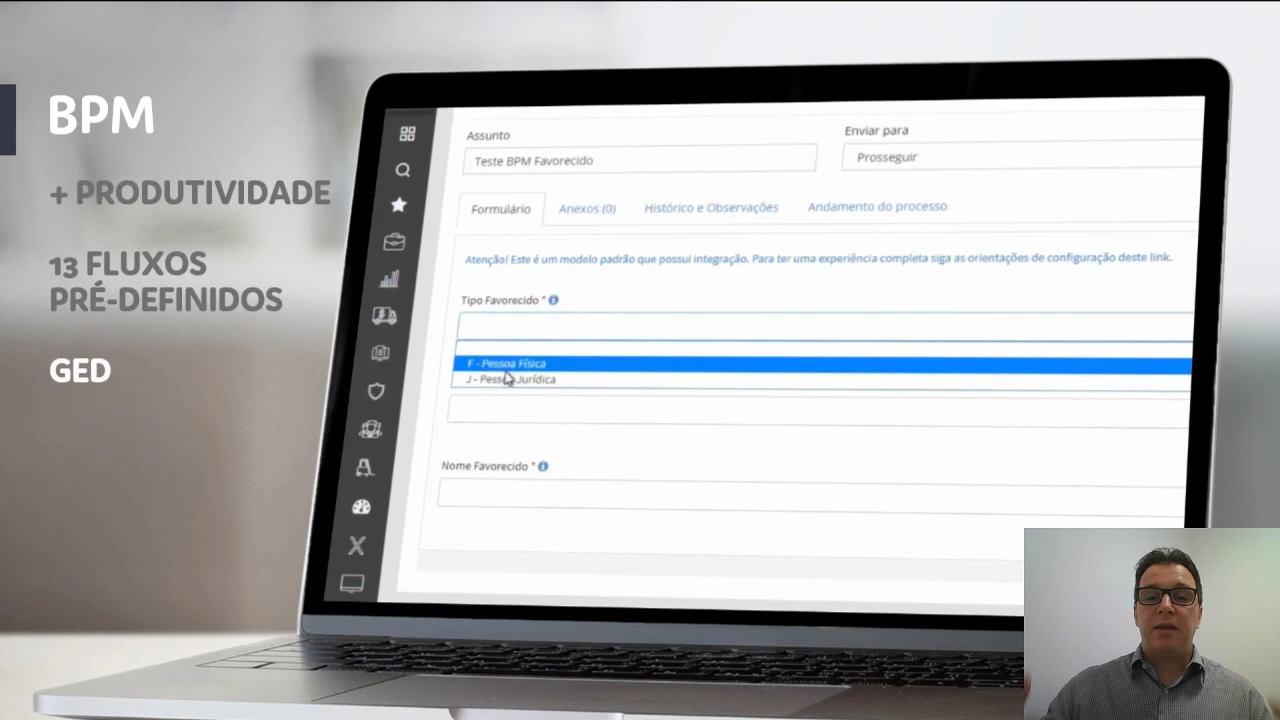 BPM
+ PRODUTIVIDADE
13 FLUXOS
PRÉ-DEFINIDOS
GED
Assunto
Enviar para
Teste BPM Favorecido
Prosseguir
Formulário
Anexos (0)
Histórico e Observações
Andamento do processo
Atenção! Este é um modelo padrão que possui integração. Para ter uma experiência completa siga as orientações de configuração deste link.
Tipo Favorecido *
F - Pessoa Física
J - Pessoa Jurídica
Nome Favorecido *